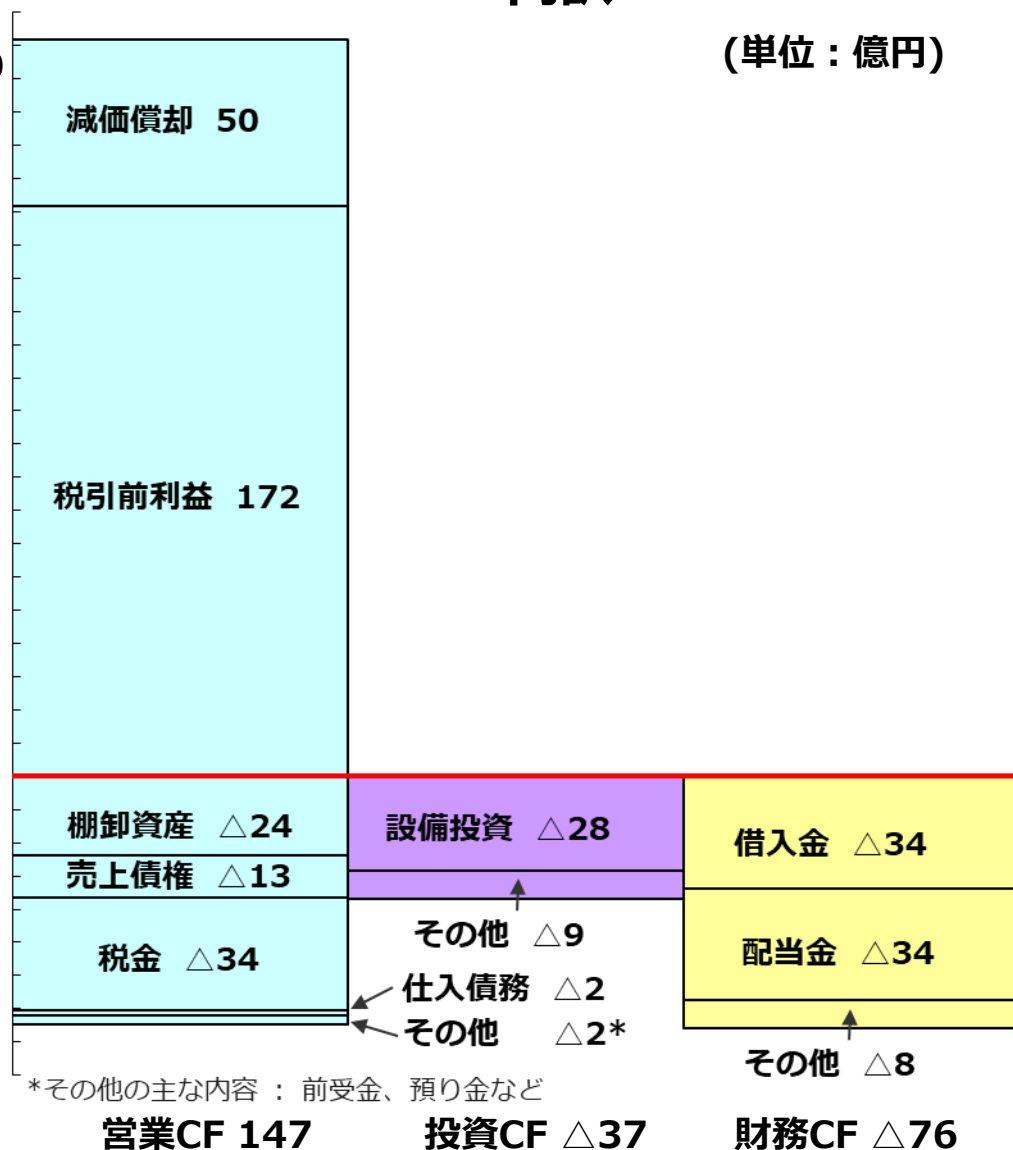 (単位：億円)
)
減価償却 50
税引前利益 172
棚卸資産 △24
売上債権 △13
税金 △34
設備投資 △28
その他 △9
仕入債務 △2
その他 △2*
借入金 △34
配当金 △34
その他 △8
*その他の主な内容 ： 前受金、預り金など
営業CF 147 投資CF △37 財務CF △76